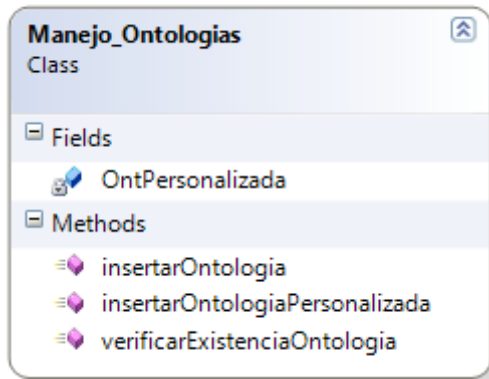 Manejo_Ontologias
Class
Fields
OntPersonalizada
Methods
insertarOntologia
insertarOntologiaPersonalizada
verificarExistenciaOntologia